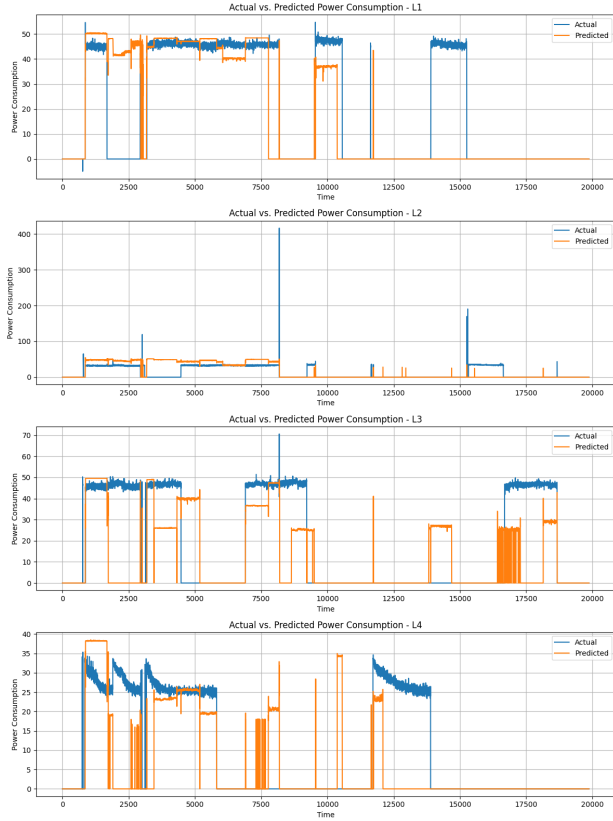 Actual vs. Predicted Power Consumption - L1
Power Consumption
50
40
30
20
10
0
Actual
Predicted
0 2500 5000 7500 10000 12500 15000 17500 20000
Time
Actual vs. Predicted Power Consumption - L2
Power Consumption
400
300
200
100
0
Actual
Predicted
0 2500 5000 7500 10000 12500 15000 17500 20000
Time
Actual vs. Predicted Power Consumption - L3
Power Consumption
70
60
50
40
30
20
10
0
Actual
Predicted
0 2500 5000 7500 10000 12500 15000 17500 20000
Time
Actual vs. Predicted Power Consumption - L4
Power Consumption
40
35
30
25
20
15
10
5
0
Actual
Predicted
0 2500 5000 7500 10000 12500 15000 17500 20000
Time